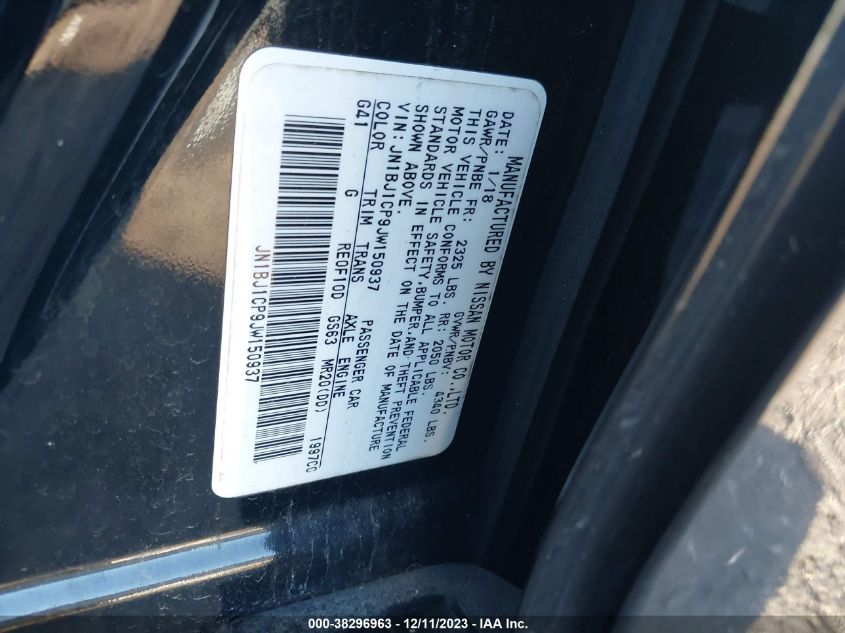 MANUFACTURED BY NISSAN MOTOR CO.,LTD.
DATE: 1/18 GVWR/PNBV: 4340 LBS.
GAWR/PNBE FR: 2325 LBS. RR: 2050 LBS.
THIS VEHICLE CONFORMS TO ALL APPLICABLE FEDERAL
MOTOR VEHICLE SAFETY,BUMPER,AND THEFT PREVENTION
STANDARDS IN EFFECT ON THE DATE OF MANUFACTURE
SHOWN ABOVE.
VIN: JN1BJ1CP9JW150937 PASSENGER CAR
COLOR TRIM TRANS AXLE ENGINE
G41 G RE0F10D GS63 MR20(DD) 1997CC
JN1BJ1CP9JW150937
000-38296963 - 12/11/2023 - IAA Inc.